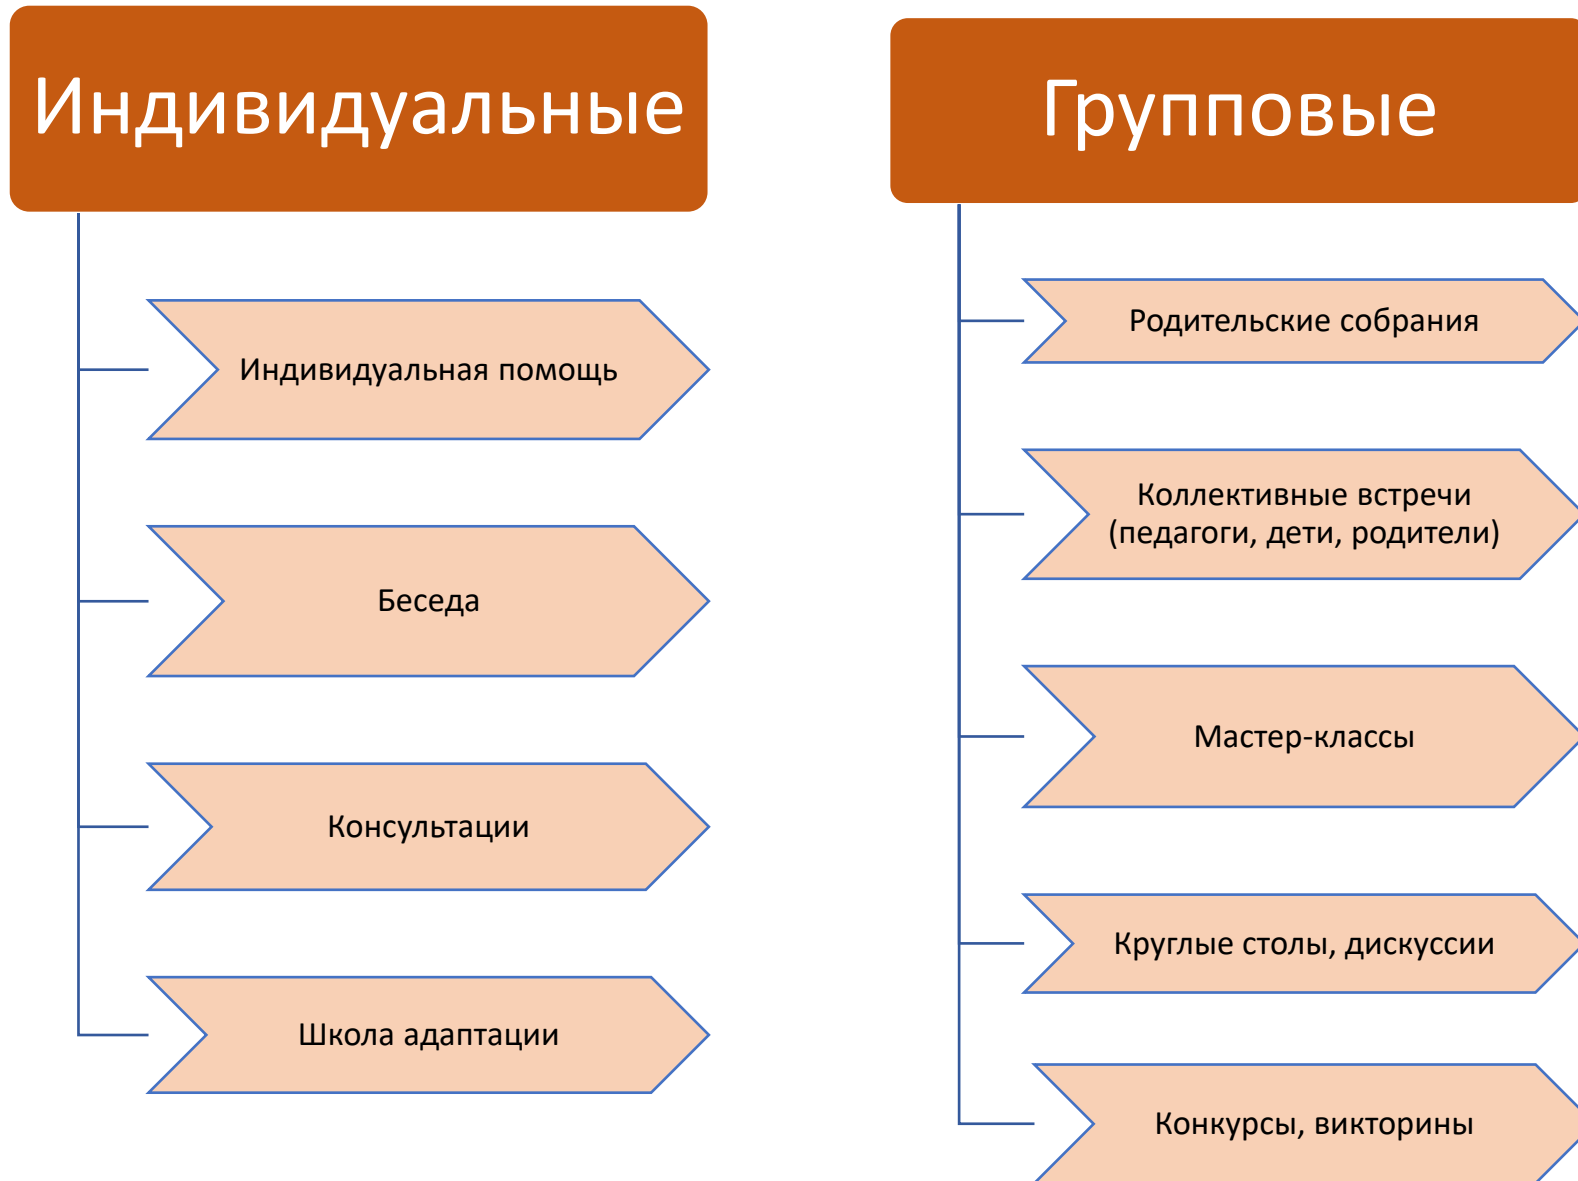 Индивидуальные
Индивидуальная помощь
Беседа
Консультации
Школа адаптации
Групповые
Родительские собрания
Коллективные встречи
(педагоги, дети, родители)
Мастер-классы
Круглые столы, дискуссии
Конкурсы, викторины